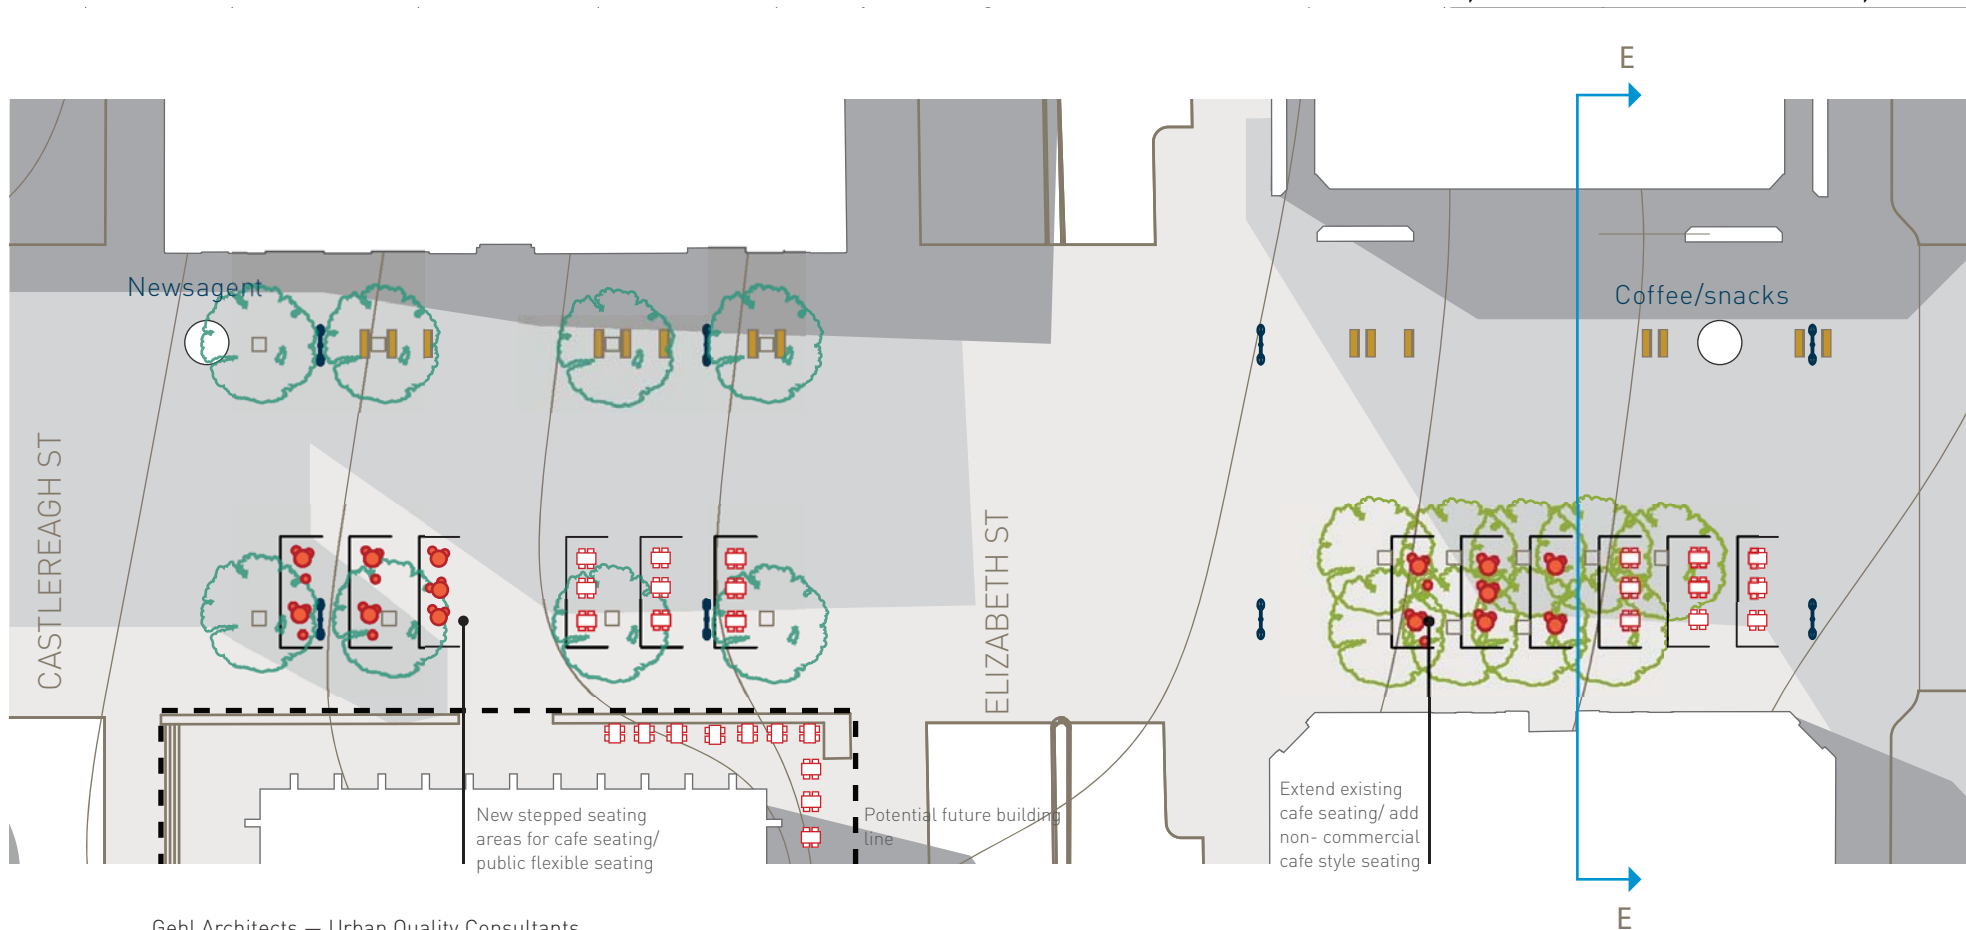 E
Newsagent
Coffee/snacks
CASTLEREAGH ST
ELIZABETH ST
New stepped seating
areas for cafe seating/
public flexible seating
Potential future building
line
Extend existing
cafe seating/ add
non- commercial
cafe style seating
E
Gehl Architects — Urban Quality Consultants